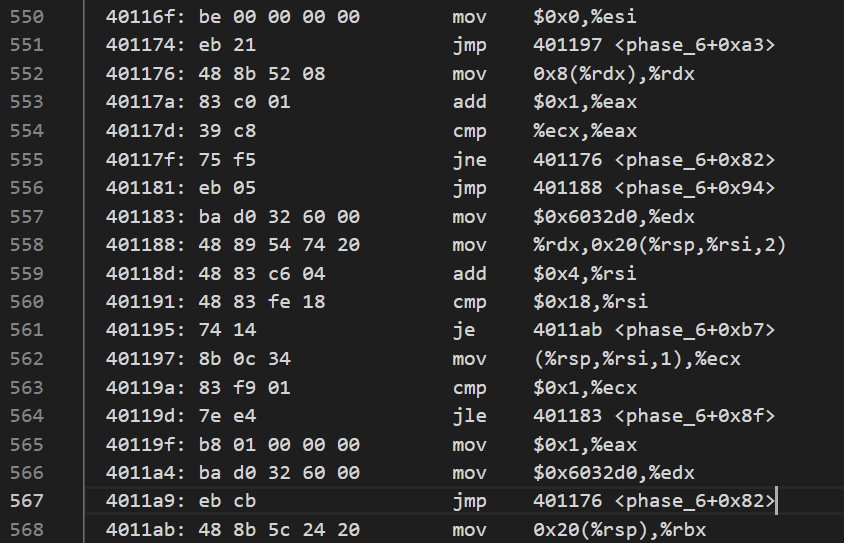 550 40116f: be 00 00 00 00 mov $0x0,%esi
551 401174: eb 21 jmp 401197 <phase_6+0xa3>
552 401176: 48 8b 52 08 mov 0x8(%rdx),%rdx
553 40117a: 83 c0 01 add $0x1,%eax
554 40117d: 39 c8 cmp %ecx,%eax
555 40117f: 75 f5 jne 401176 <phase_6+0x82>
556 401181: eb 05 jmp 401188 <phase_6+0x94>
557 401183: ba d0 32 60 00 mov $0x6032d0,%edx
558 401188: 48 89 54 74 20 mov %rdx,0x20(%rsp,%rsi,2)
559 40118d: 48 83 c6 04 add $0x4,%rsi
560 401191: 48 83 fe 18 cmp $0x18,%rsi
561 401195: 74 14 je 4011ab <phase_6+0xb7>
562 401197: 8b 0c 34 mov (%rsp,%rsi,1),%ecx
563 40119a: 83 f9 01 cmp $0x1,%ecx
564 40119d: 7e e4 jle 401183 <phase_6+0x8f>
565 40119f: b8 01 00 00 00 mov $0x1,%eax
566 4011a4: ba d0 32 60 00 mov $0x6032d0,%edx
567 4011a9: eb cb jmp 401176 <phase_6+0x82>
568 4011ab: 48 8b 5c 24 20 mov 0x20(%rsp),%rbx